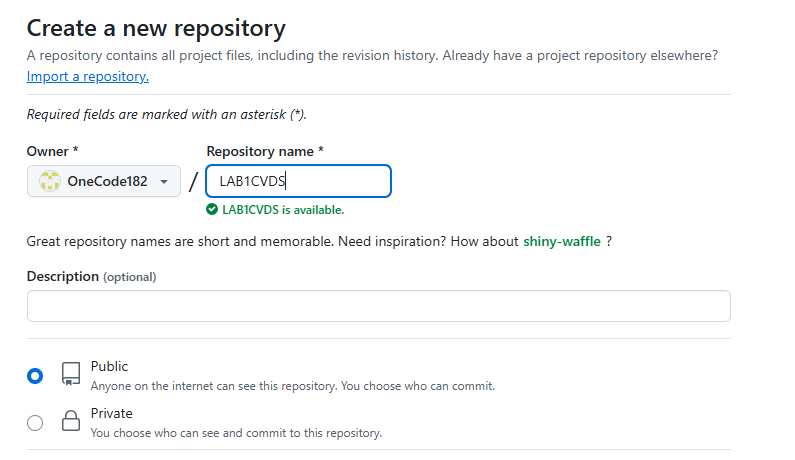 Create a new repository
A repository contains all project files, including the revision history. Already have a project repository elsewhere?
Import a repository.
Required fields are marked with an asterisk (*).
Owner *
Repository name *
OneCode182
/
LAB1CVDS
LAB1CVDS is available.
Great repository names are short and memorable. Need inspiration? How about shiny-waffle ?
Description (optional)
Public
Anyone on the internet can see this repository. You choose who can commit.
Private
You choose who can see and commit to this repository.